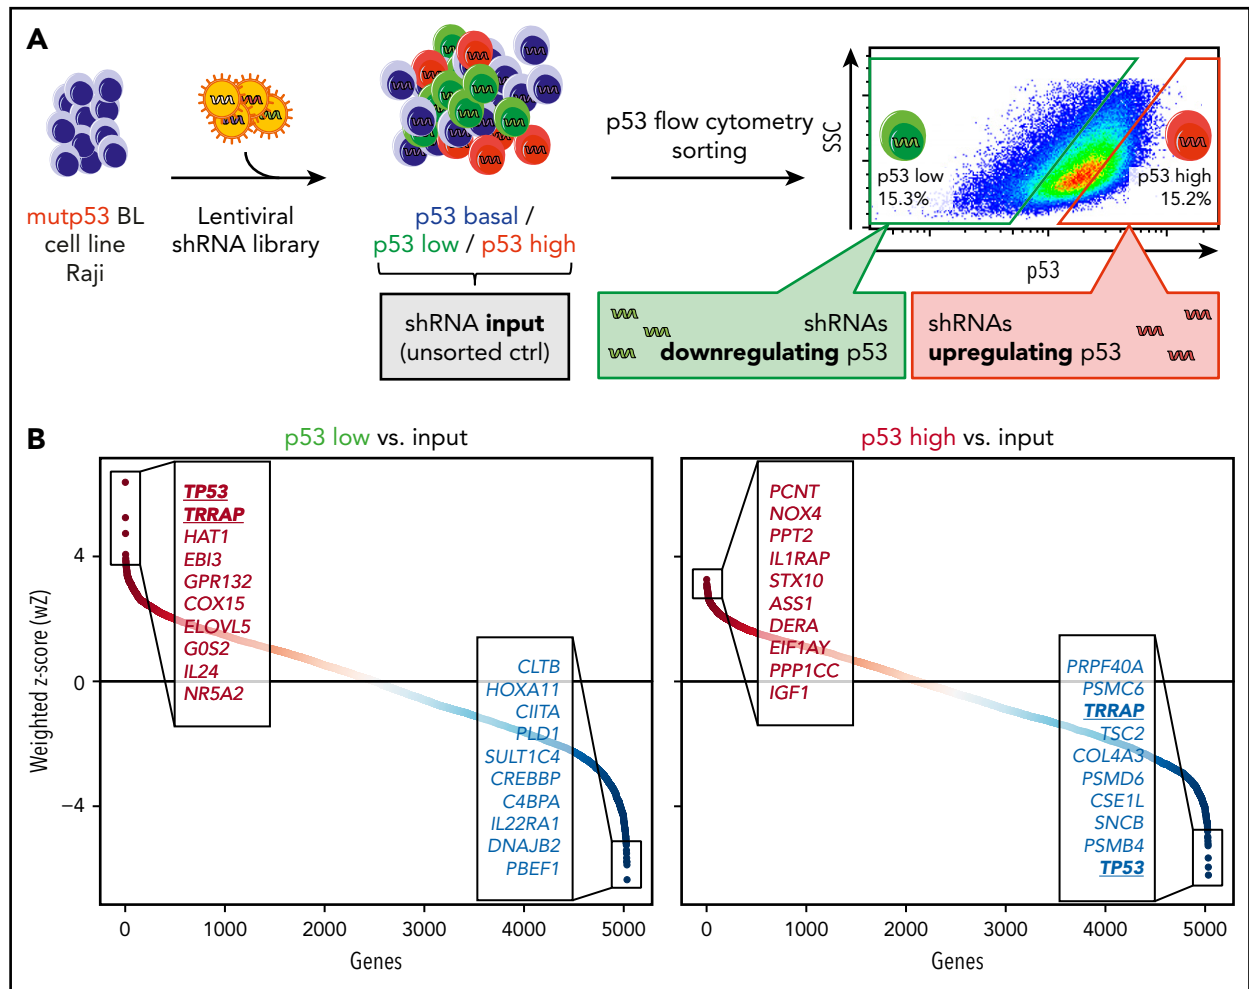 A
mutp53 BL
cell line
Raji
Lentiviral
shRNA library
p53 basal /
p53 low / p53 high
shRNA input
(unsorted ctrl)
p53 flow cytometry
sorting
SSC
p53 low
15.3%
p53 high
15.2%
p53
shRNAs
downregulating p53
shRNAs
upregulating p53
B
p53 low vs. input
Weighted z-score (wZ)
4
0
−4
TP53
TRRAP
HAT1
EBI3
GPR132
COX15
ELOVL5
G0S2
IL24
NR5A2
CLTB
HOXA11
CIITA
PLD1
SULT1C4
CREBBP
C4BPA
IL22RA1
DNAJB2
PBEF1
0 1000 2000 3000 4000 5000
Genes
p53 high vs. input
PCNT
NOX4
PPT2
IL1RAP
STX10
ASS1
DERA
EIF1AY
PPP1CC
IGF1
PRPF40A
PSMC6
TRRAP
TSC2
COL4A3
PSMD6
CSE1L
SNCB
PSMB4
TP53
0 1000 2000 3000 4000 5000
Genes